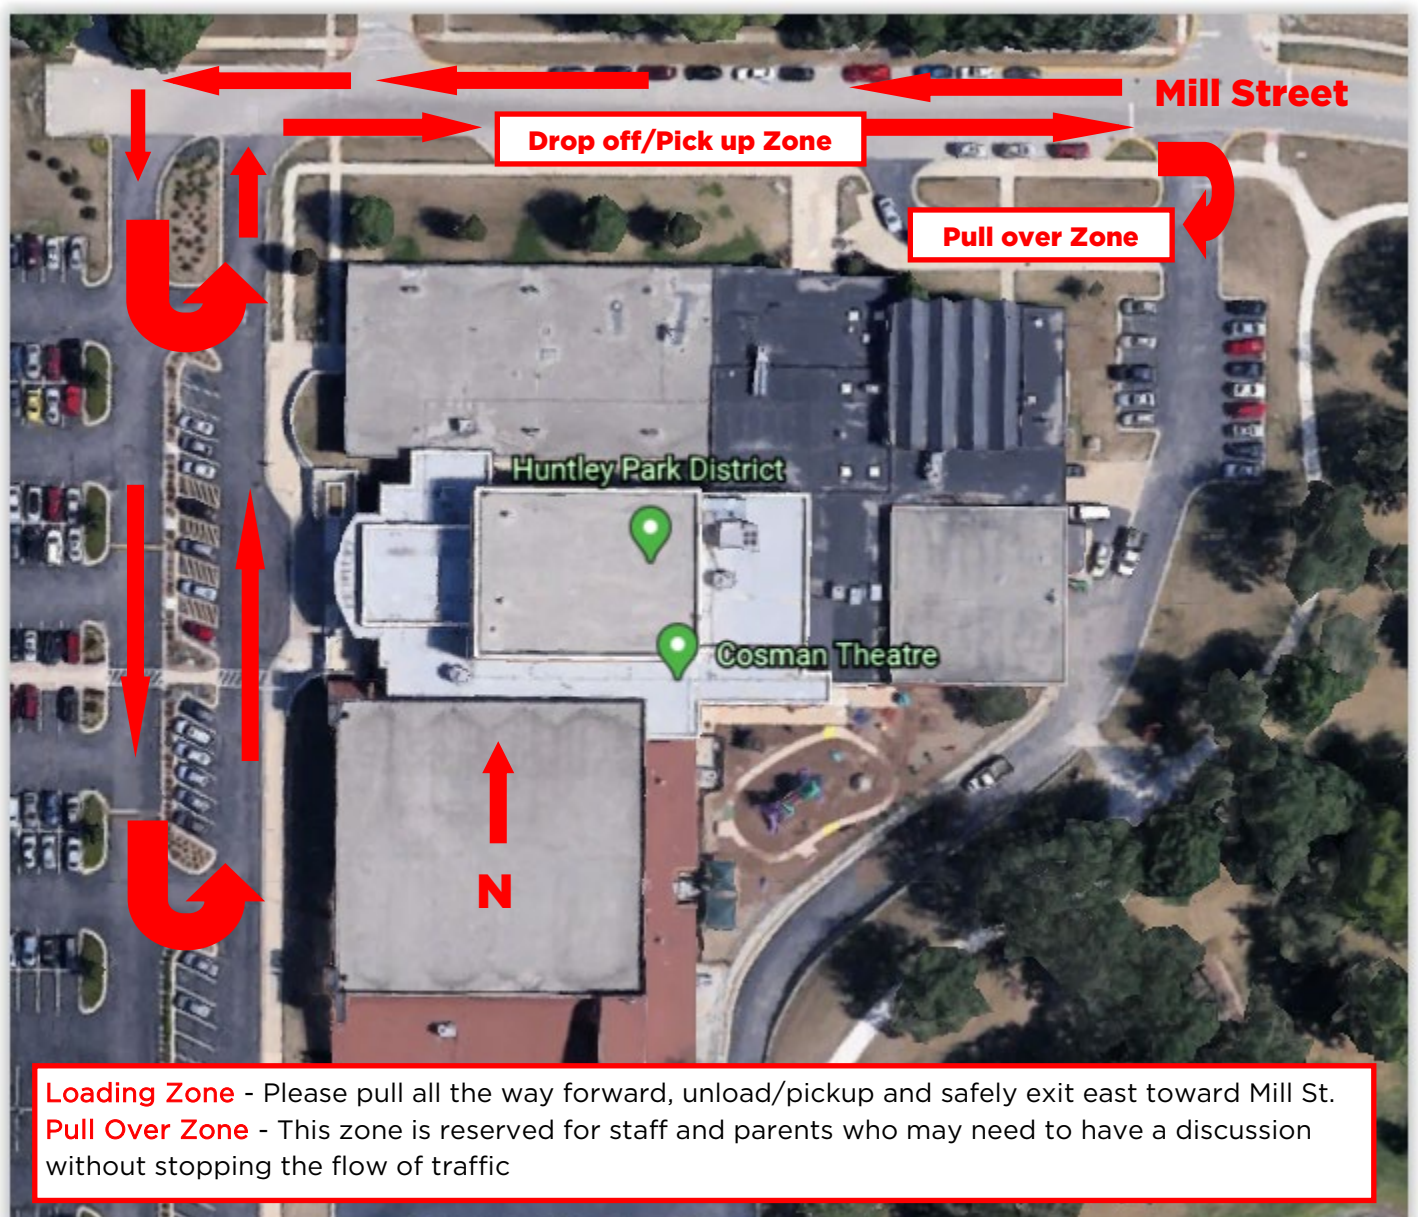 Mill Street
Drop off/Pick up Zone
Pull over Zone
Huntley Park District
Cosman Theatre
N
Loading Zone - Please pull all the way forward, unload/pickup and safely exit east toward Mill St.
Pull Over Zone - This zone is reserved for staff and parents who may need to have a discussion
without stopping the flow of traffic